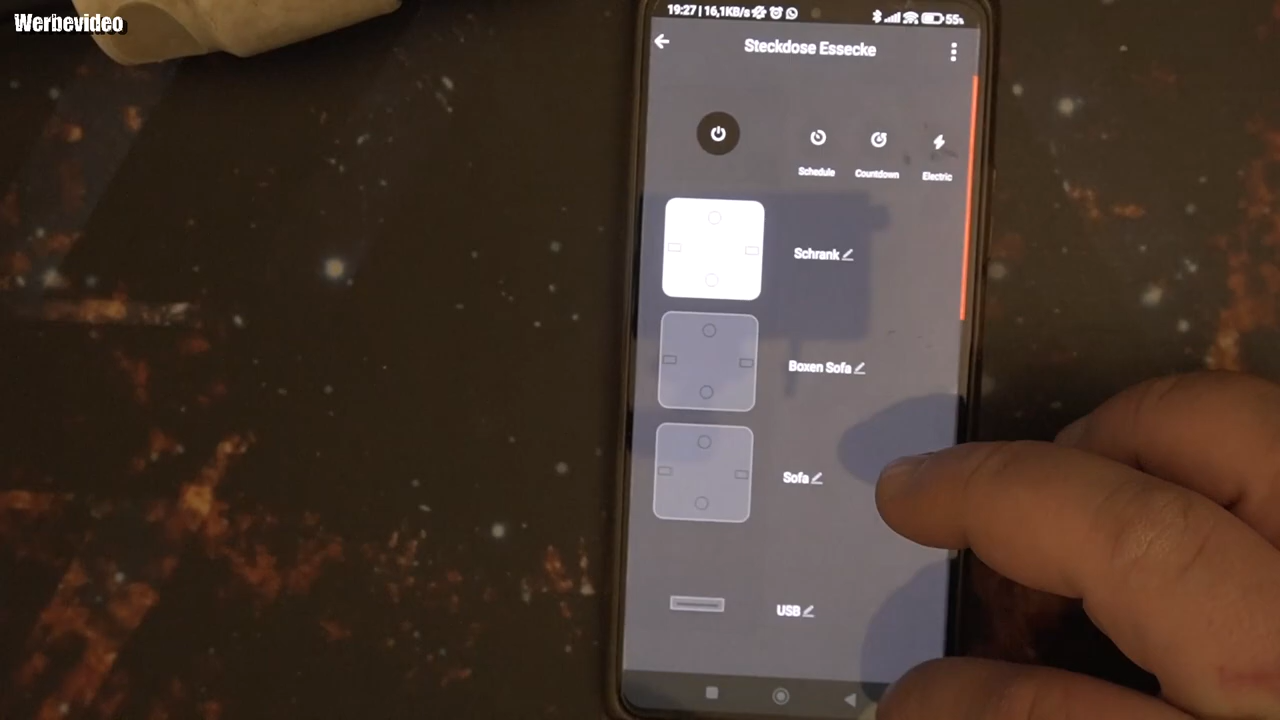 Werbevideo
19:27 | 16,1KB/s
55%
Steckdose Essecke
Schedule
Countdown
Electric
Schrank
Boxen Sofa
Sofa
USB